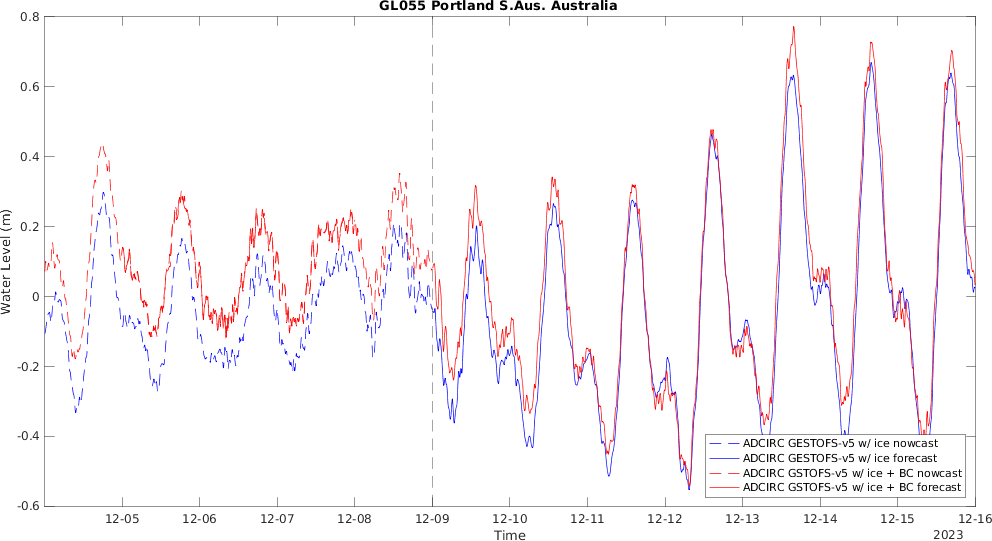 GL055 Portland S.Aus. Australia
0.8
0.6
0.4
0.2
0
-0.2
-0.4
-0.6
Water Level (m)
12-05 12-06 12-07 12-08 12-09 12-10 12-11 12-12 12-13 12-14 12-15 12-16
Time
2023
ADCIRC GESTOFS-v5 w/ ice nowcast
ADCIRC GESTOFS-v5 w/ ice forecast
ADCIRC GSTOFS-v5 w/ ice + BC nowcast
ADCIRC GSTOFS-v5 w/ ice + BC forecast